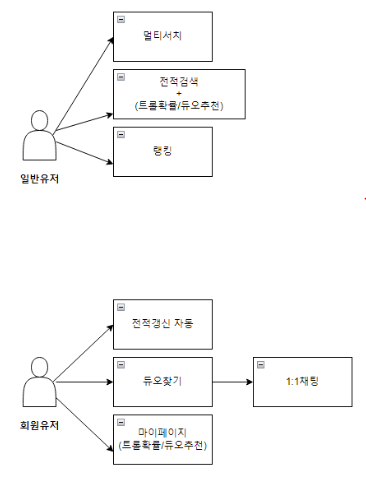 멀티서치
전적검색
+
(트롤확률/듀오추천)
랭킹
일반유저
전적갱신 자동
듀오찾기
1:1채팅
회원유저
마이페이지
(트롤확률/듀오추천)